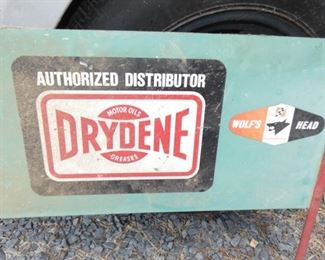 AUTHORIZED DISTRIBUTOR
MOTOR OILS
DRYDENE
GREASES
WOLF'S HEAD